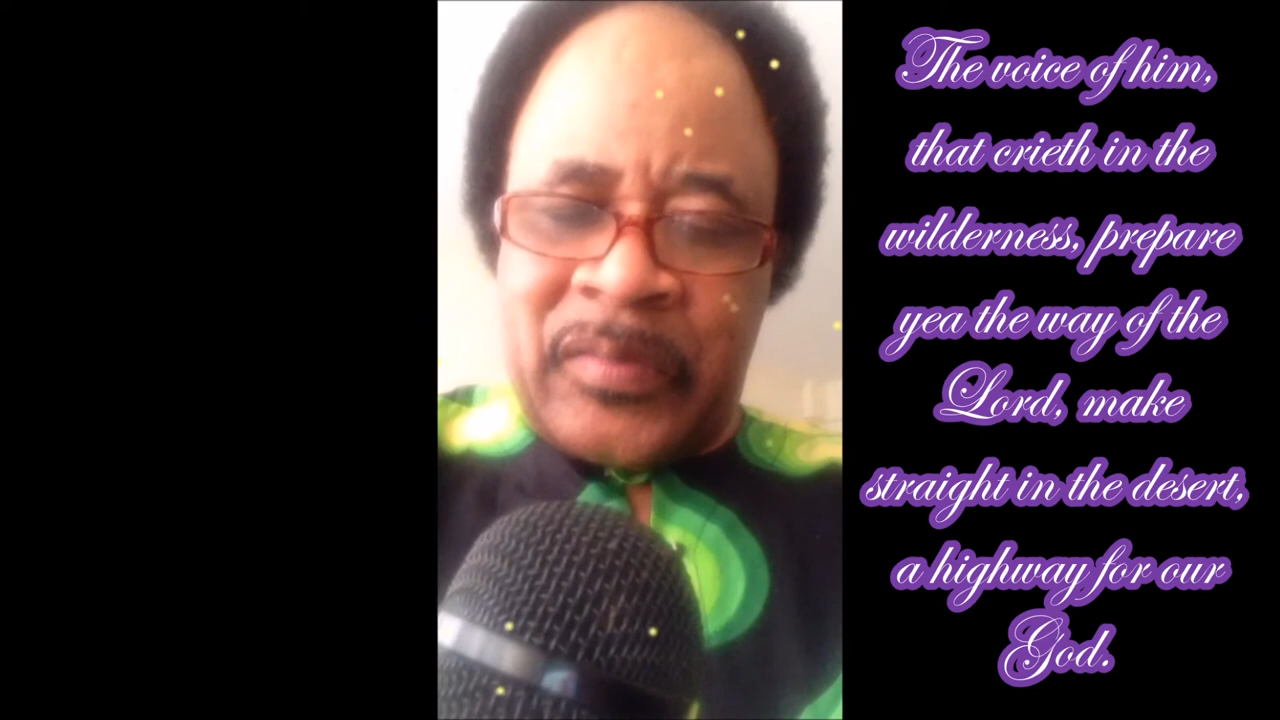 The voice of him,
that crieth in the
wilderness, prepare
yea the way of the
Lord, make
straight in the desert,
a highway for our
God.